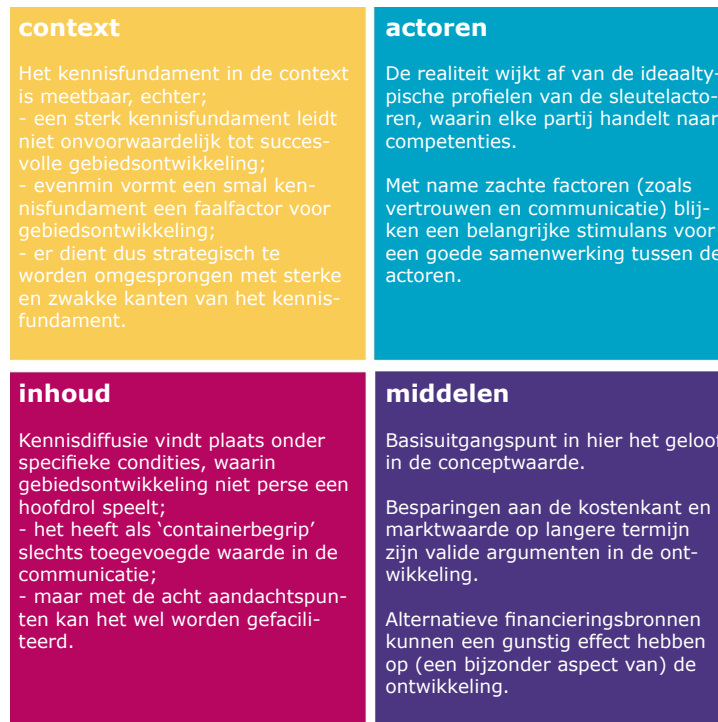 context
Het kennisfundament in de context
is meetbaar, echter;
- een sterk kennisfundament leidt
niet onvoorwaardelijk tot succes-
volle gebiedsontwikkeling;
- evenmin vormt een smal ken-
nisfundament een faalfactor voor
gebiedsontwikkeling;
- er dient dus strategisch te
worden omgesprongen met sterke
en zwakke kanten van het kennis-
fundament.
actoren
De realiteit wijkt af van de ideaalty-
pische profielen van de sleutelacto-
ren, waarin elke partij handelt naar
competenties.
Met name zachte factoren (zoals
vertrouwen en communicatie) blij-
ken een belangrijke stimulans voor
een goede samenwerking tussen de
actoren.
inhoud
Kennisdiffusie vindt plaats onder
specifieke condities, waarin
gebiedsontwikkeling niet perse een
hoofdrol speelt;
- het heeft als ‘containerbegrip’
slechts toegevoegde waarde in de
communicatie;
- maar met de acht aandachtspun-
ten kan het wel worden gefacili-
teerd.
middelen
Basisuitgangspunt in hier het geloof
in de conceptwaarde.
Besparingen aan de kostenkant en
marktwaarde op langere termijn
zijn valide argumenten in de ont-
wikkeling.
Alternatieve financieringsbronnen
kunnen een gunstig effect hebben
op (een bijzonder aspect van) de
ontwikkeling.